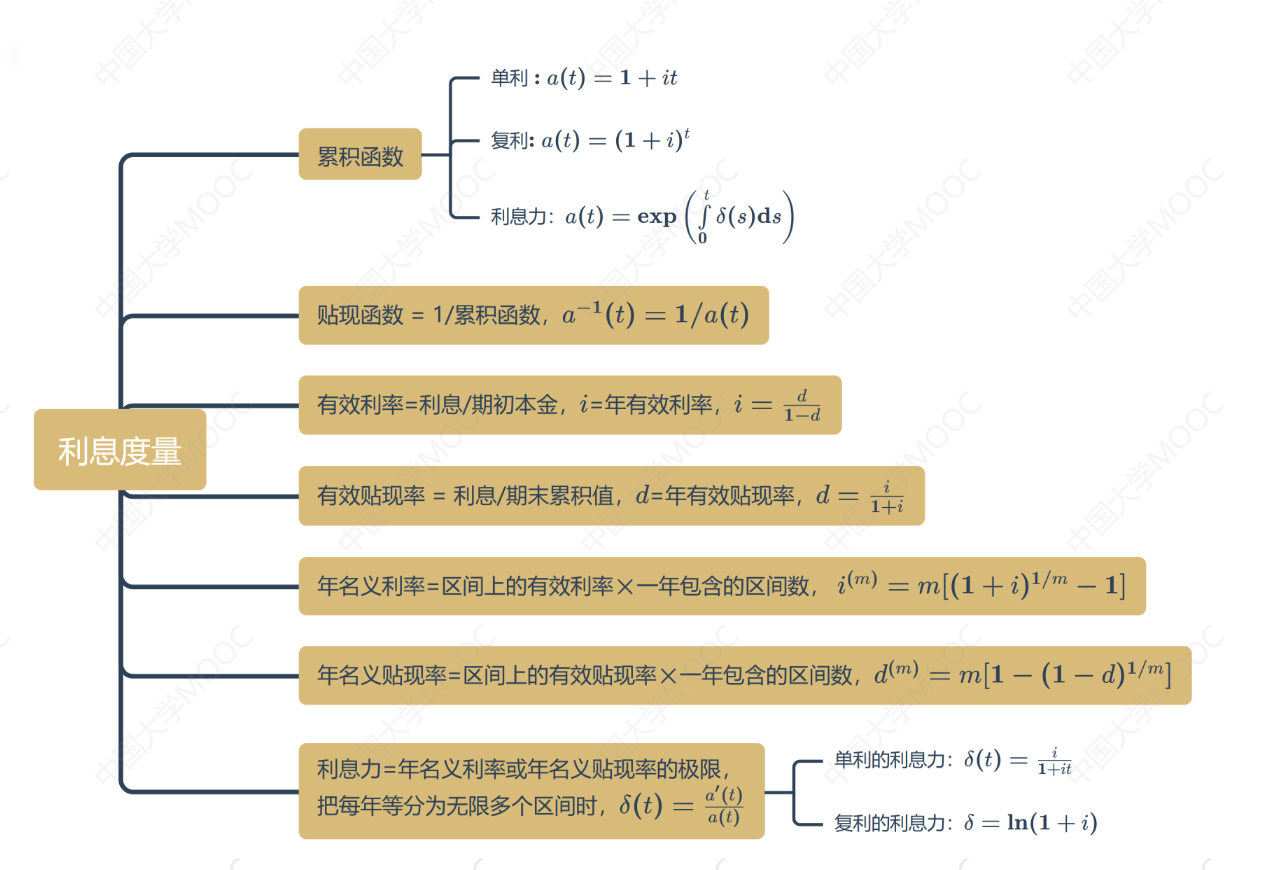 单利：a(t) = 1 + it
复利: a(t) = (1 + i)^t
累积函数
利息力：a(t) = exp(∫_0^t δ(s)ds)
贴现函数 = 1/累积函数，a^{-1}(t) = 1/a(t)
有效利率=利息/期初本金，i=年有效利率，i = \frac{d}{1-d}
利息度量
有效贴现率 = 利息/期末累积值，d=年有效贴现率，d = \frac{i}{1+i}
年名义利率=区间上的有效利率×一年包含的区间数，i^{(m)} = m[(1 + i)^{1/m} − 1]
年名义贴现率=区间上的有效贴现率×一年包含的区间数，d^{(m)} = m[1 − (1 − d)^{1/m}]
利息力=年名义利率或年名义贴现率的极限，
把每年等分为无限多个区间时，δ(t) = \frac{a'(t)}{a(t)}
单利的利息力：δ(t) = \frac{i}{1+it}
复利的利息力：δ = ln(1 + i)
中国大学MOOC